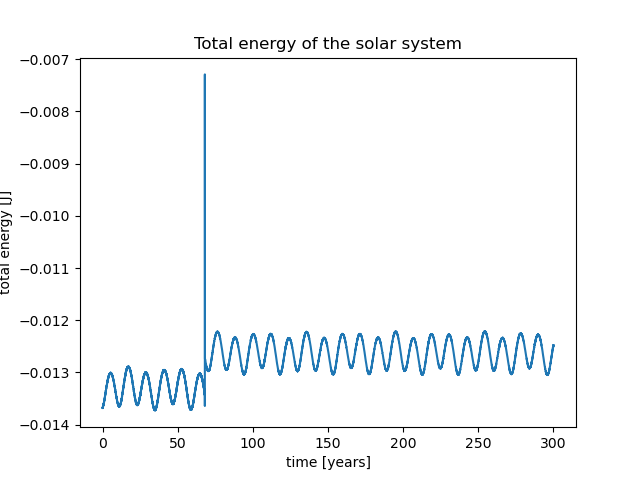 Total energy of the solar system
−0.007
−0.008
−0.009
−0.010
−0.011
−0.012
−0.013
−0.014
total energy [J]
0 50 100 150 200 250 300
time [years]